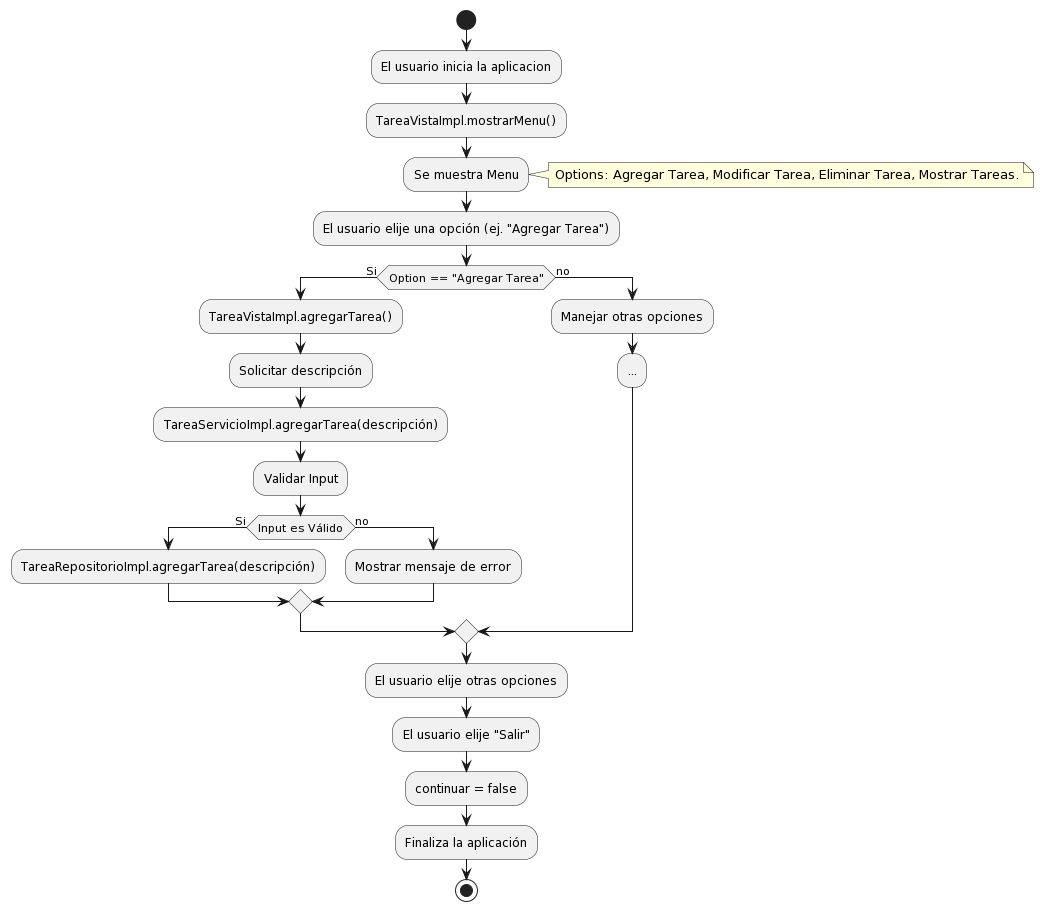 El usuario inicia la aplicacion
TareaVistaImpl.mostrarMenu()
Se muestra Menu
Options: Agregar Tarea, Modificar Tarea, Eliminar Tarea, Mostrar Tareas.
El usuario elije una opción (ej. "Agregar Tarea")
Si
Option == "Agregar Tarea"
no
TareaVistaImpl.agregarTarea()
Manejar otras opciones
Solicitar descripción
...
TareaServicioImpl.agregarTarea(descripción)
Validar Input
Si
Input es Válido
no
TareaRepositorioImpl.agregarTarea(descripción)
Mostrar mensaje de error
El usuario elije otras opciones
El usuario elije "Salir"
continuar = false
Finaliza la aplicación